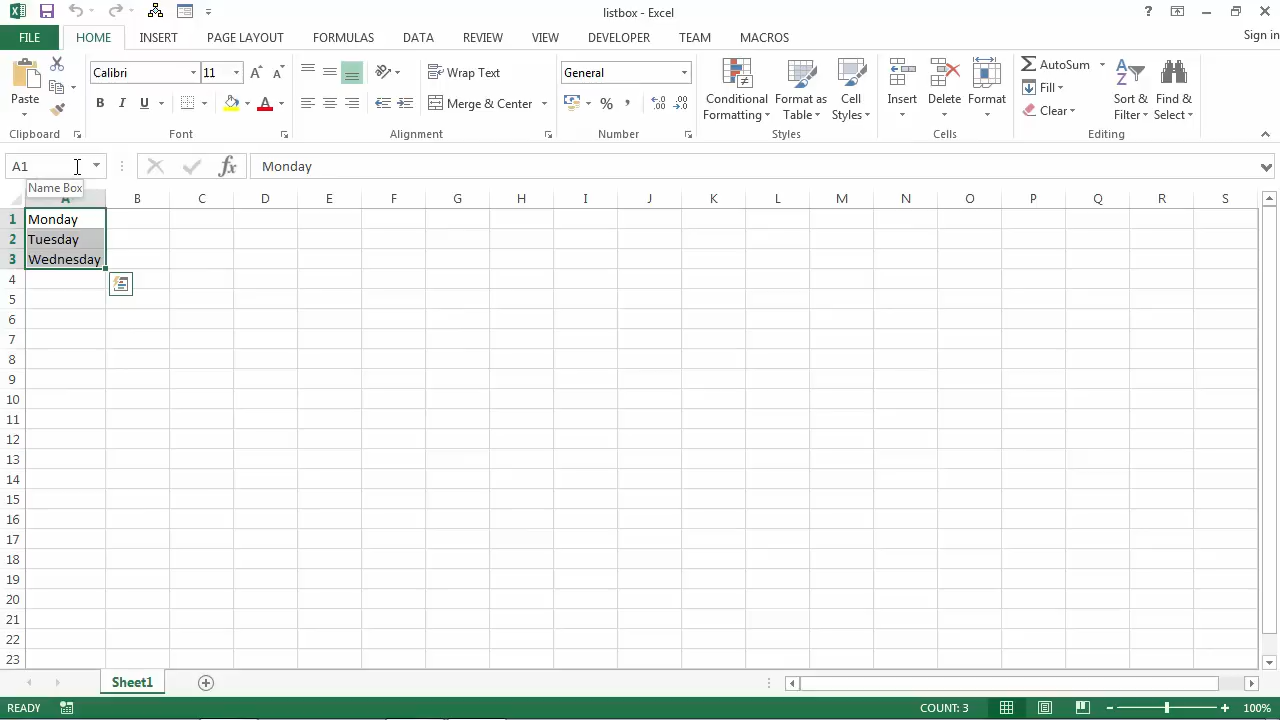 listbox - Excel
? 
FILE HOME INSERT PAGE LAYOUT FORMULAS DATA REVIEW VIEW DEVELOPER TEAM MACROS Sign in
Paste
Calibri 11
B I U A
Wrap Text
Merge & Center
General
% ,
Conditional Formatting
Format as Table
Cell Styles
Insert Delete Format
AutoSum
Fill
Clear
Sort & Filter
Find & Select
Clipboard Font Alignment Number Styles Cells Editing
A1 fx Monday
Name Box
A B C D E F G H I J K L M N O P Q R S
1 Monday
2 Tuesday
3 Wednesday
4
5
6
7
8
9
10
11
12
13
14
15
16
17
18
19
20
21
22
23
Sheet1
READY COUNT: 3 100%